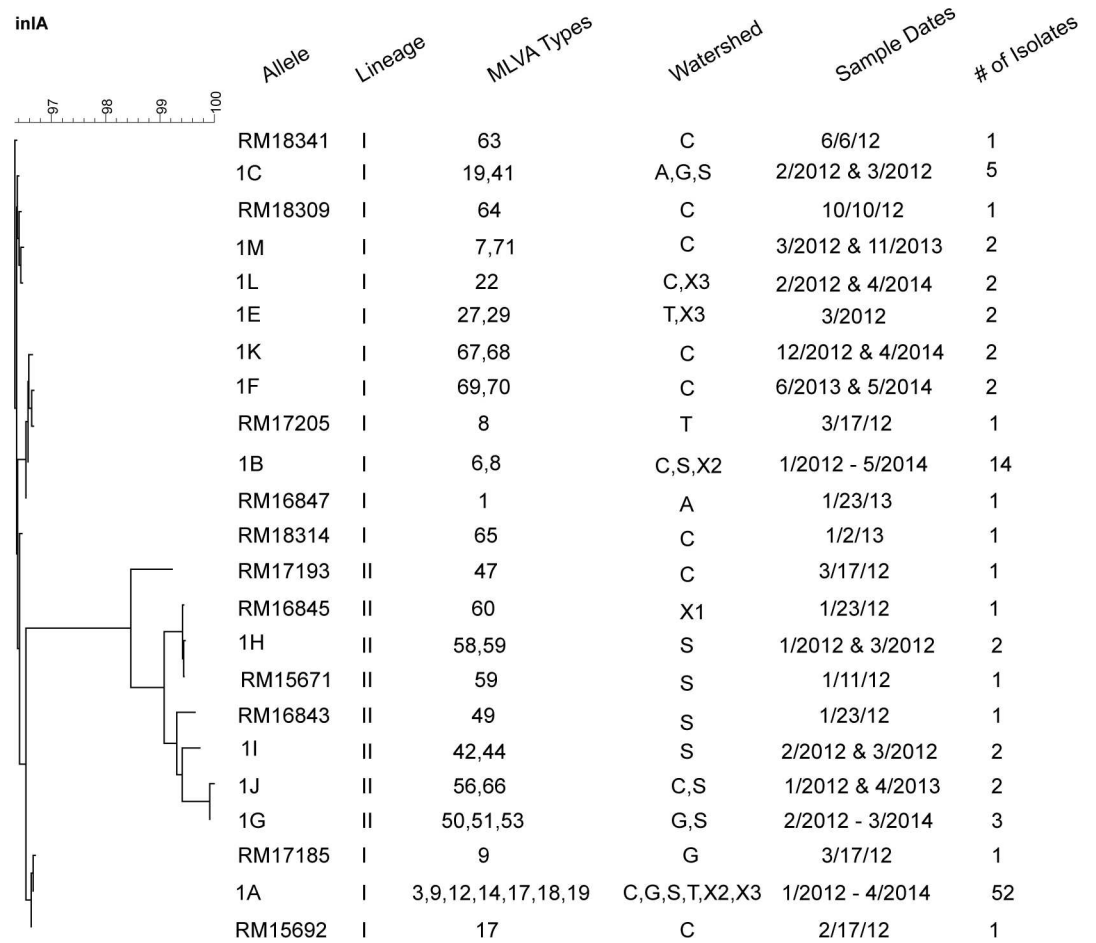 inlA
Allele Lineage MLVA Types Watershed Sample Dates # of Isolates
97 98 99 100
RM18341 I 63 C 6/6/12 1
1C I 19,41 A,G,S 2/2012 & 3/2012 5
RM18309 I 64 C 10/10/12 1
1M I 7,71 C 3/2012 & 11/2013 2
1L I 22 C,X3 2/2012 & 4/2014 2
1E I 27,29 T,X3 3/2012 2
1K I 67,68 C 12/2012 & 4/2014 2
1F I 69,70 C 6/2013 & 5/2014 2
RM17205 I 8 T 3/17/12 1
1B I 6,8 C,S,X2 1/2012 - 5/2014 14
RM16847 I 1 A 1/23/13 1
RM18314 I 65 C 1/2/13 1
RM17193 II 47 C 3/17/12 1
RM16845 II 60 X1 1/23/12 1
1H II 58,59 S 1/2012 & 3/2012 2
RM15671 II 59 S 1/11/12 1
RM16843 II 49 S 1/23/12 1
1I II 42,44 S 2/2012 & 3/2012 2
1J II 56,66 C,S 1/2012 & 4/2013 2
1G II 50,51,53 G,S 2/2012 - 3/2014 3
RM17185 I 9 G 3/17/12 1
1A I 3,9,12,14,17,18,19 C,G,S,T,X2,X3 1/2012 - 4/2014 52
RM15692 I 17 C 2/17/12 1